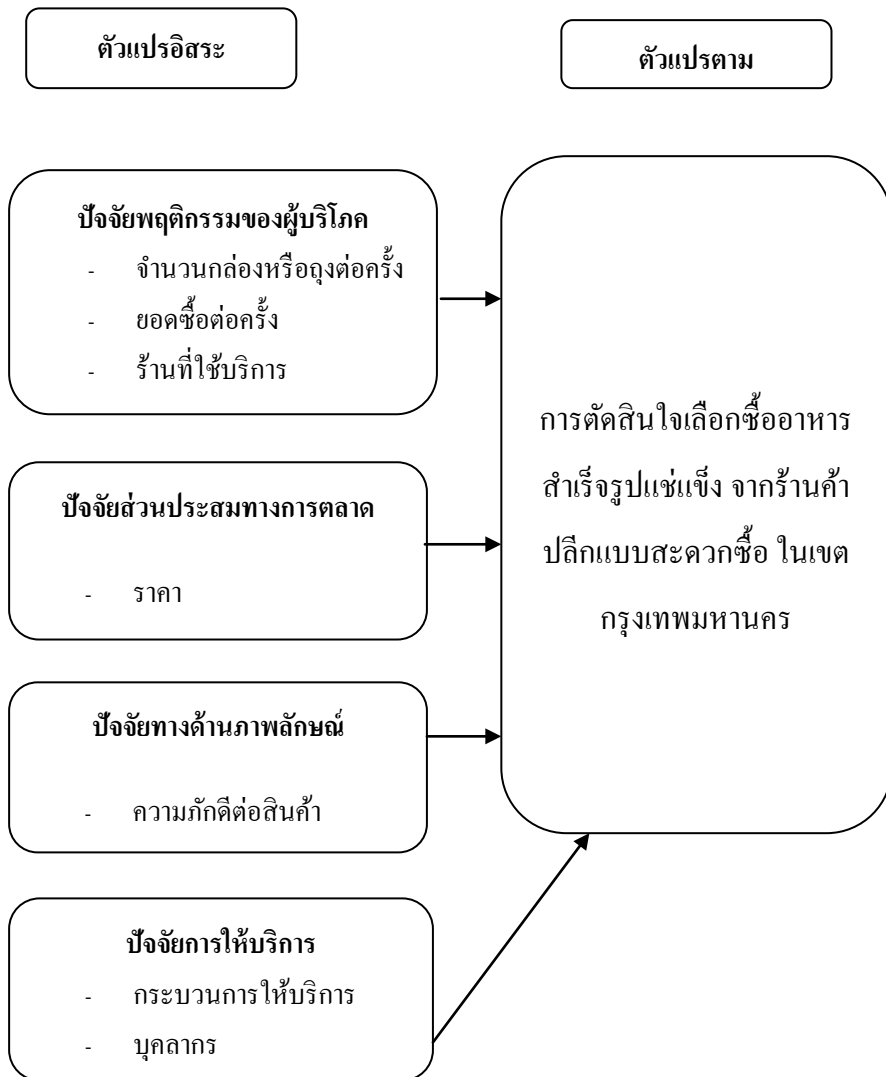 ตัวแปรอิสระ
ตัวแปรตาม
ปัจจัยพฤติกรรมของผู้บริโภค
- จำนวนกล่องหรือถุงต่อครั้ง
- ยอดซื้อต่อครั้ง
- ร้านที่ใช้บริการ
ปัจจัยส่วนประสมทางการตลาด
- ราคา
ปัจจัยทางด้านภาพลักษณ์
- ความภักดีต่อสินค้า
ปัจจัยการให้บริการ
- กระบวนการให้บริการ
- บุคลากร
การตัดสินใจเลือกซื้ออาหาร
สำเร็จรูปแช่แข็ง จากร้านค้า
ปลีกแบบสะดวกซื้อ ในเขต
กรุงเทพมหานคร